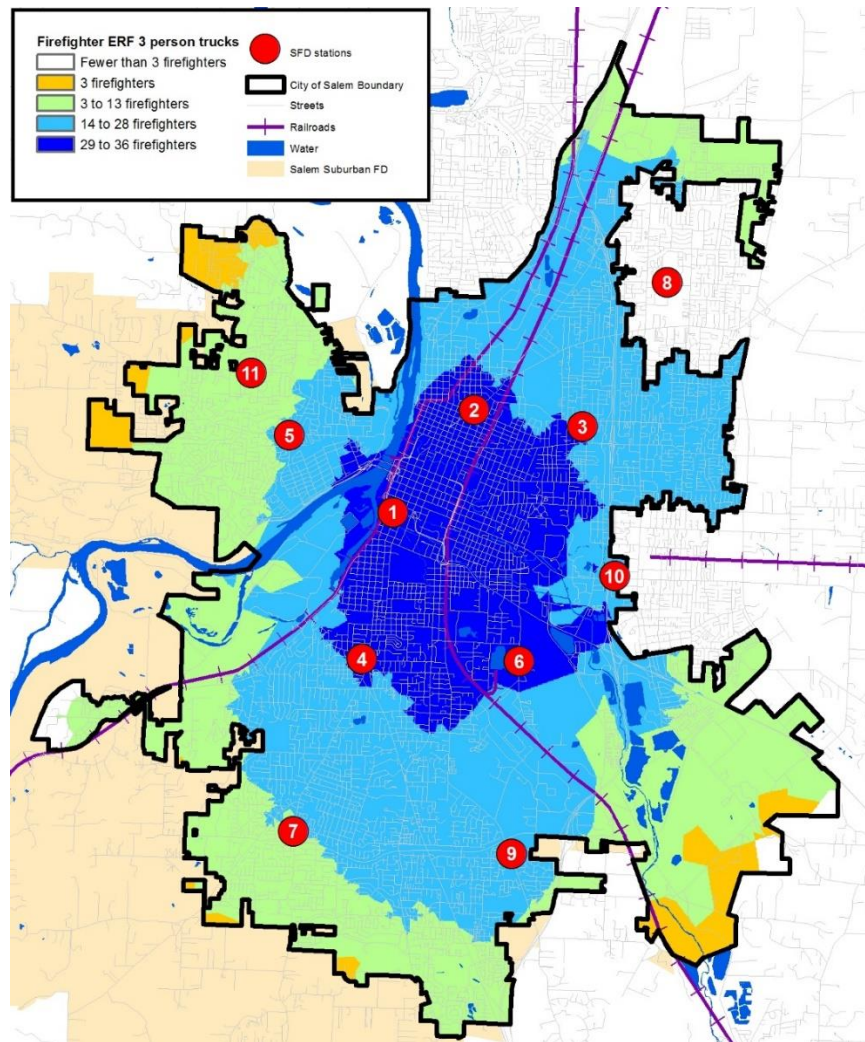 Firefighter ERF 3 person trucks
Fewer than 3 firefighters
3 firefighters
3 to 13 firefighters
14 to 28 firefighters
29 to 36 firefighters
SFD stations
City of Salem Boundary
Streets
Railroads
Water
Salem Suburban FD
8
11
2
5
3
1
10
4
6
7
9